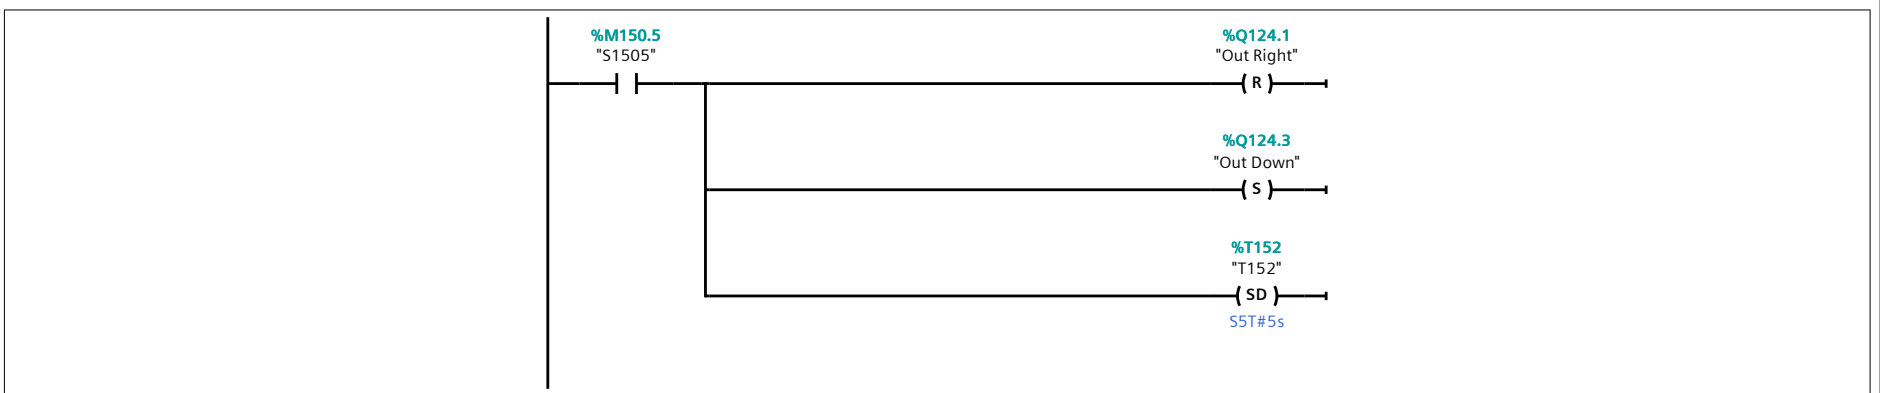 %M150.5
"S1505"
%Q124.1
"Out Right"
R
%Q124.3
"Out Down"
S
%T152
"T152"
SD
S5T#5s